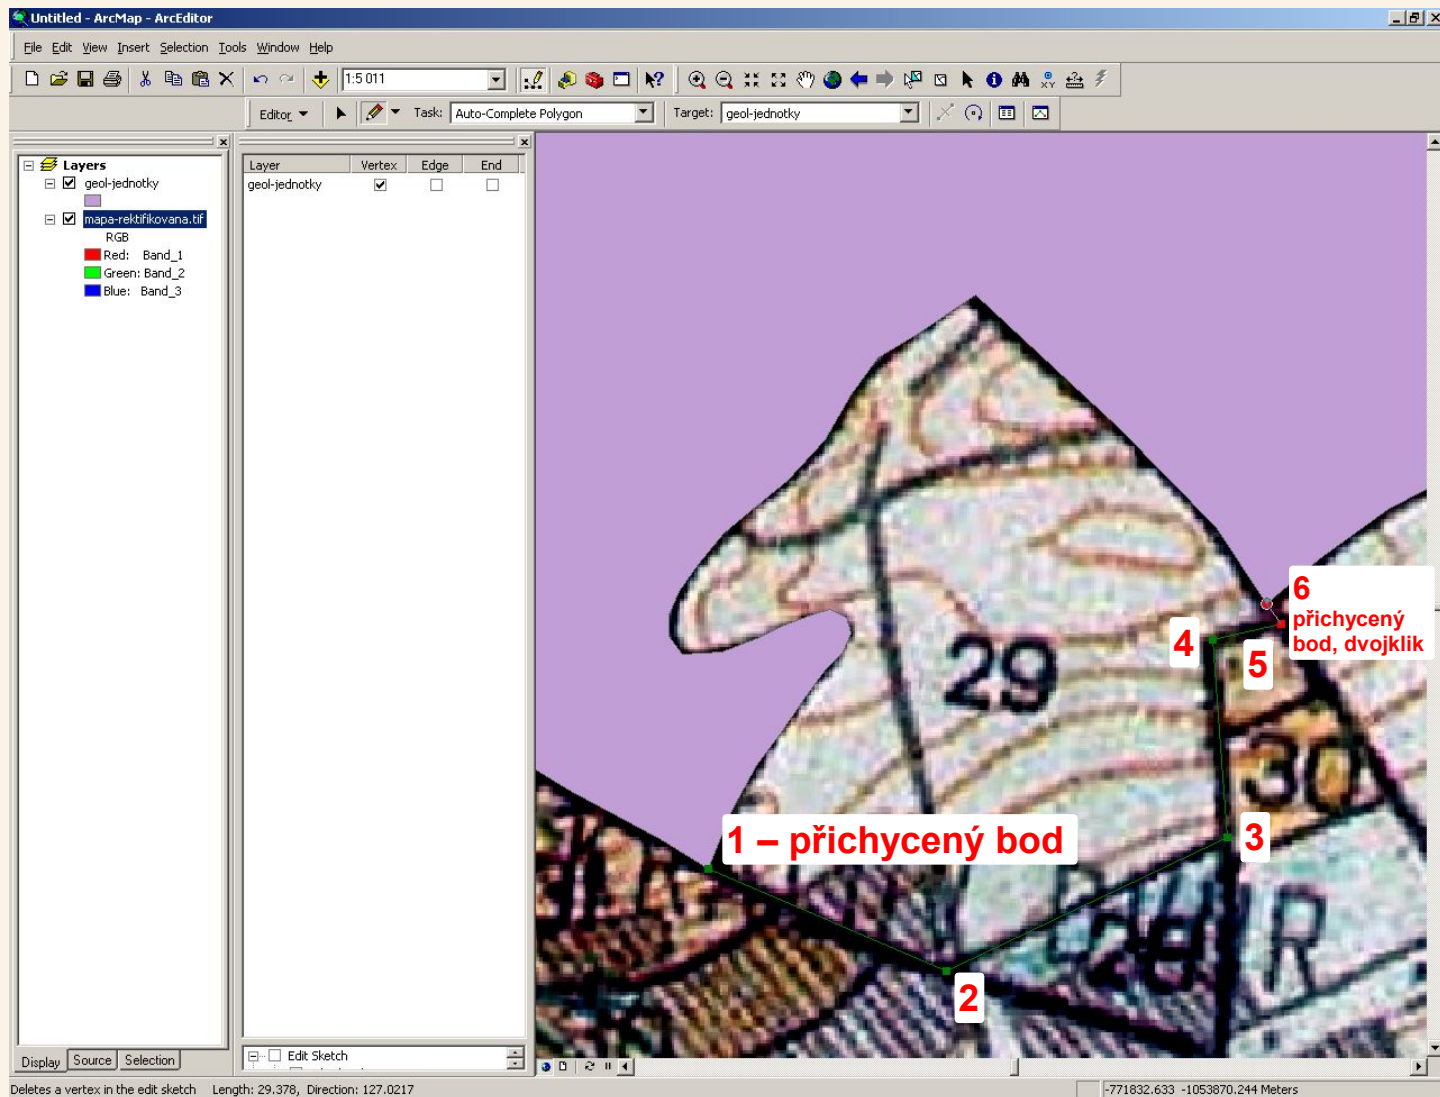 Untitled - ArcMap - ArcEditor
File Edit View Insert Selection Tools Window Help
1:5 011
Editor Task: Auto-Complete Polygon Target: geol-jednotky
Layers
geol-jednotky
mapa-rektifikovana.tif
RGB
Red: Band_1
Green: Band_2
Blue: Band_3
Layer Vertex Edge End
geol-jednotky
29
30
28
R
1 – přichycený bod
2
3
4
5
6
přichycený
bod, dvojklik
Edit Sketch
Display Source Selection
Deletes a vertex in the edit sketch Length: 29.378, Direction: 127.0217
-771832.633 -1053870.244 Meters